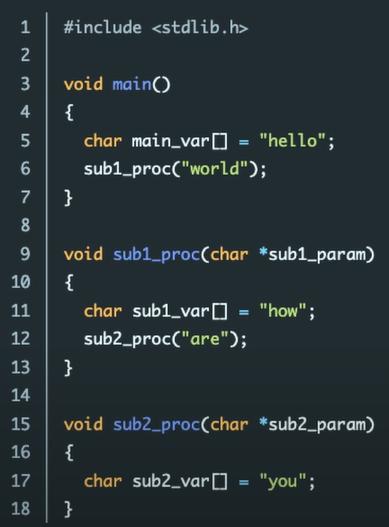 1 #include <stdlib.h>
2
3 void main()
4 {
5   char main_var[] = "hello";
6   sub1_proc("world");
7 }
8
9 void sub1_proc(char *sub1_param)
10 {
11   char sub1_var[] = "how";
12   sub2_proc("are");
13 }
14
15 void sub2_proc(char *sub2_param)
16 {
17   char sub2_var[] = "you";
18 }